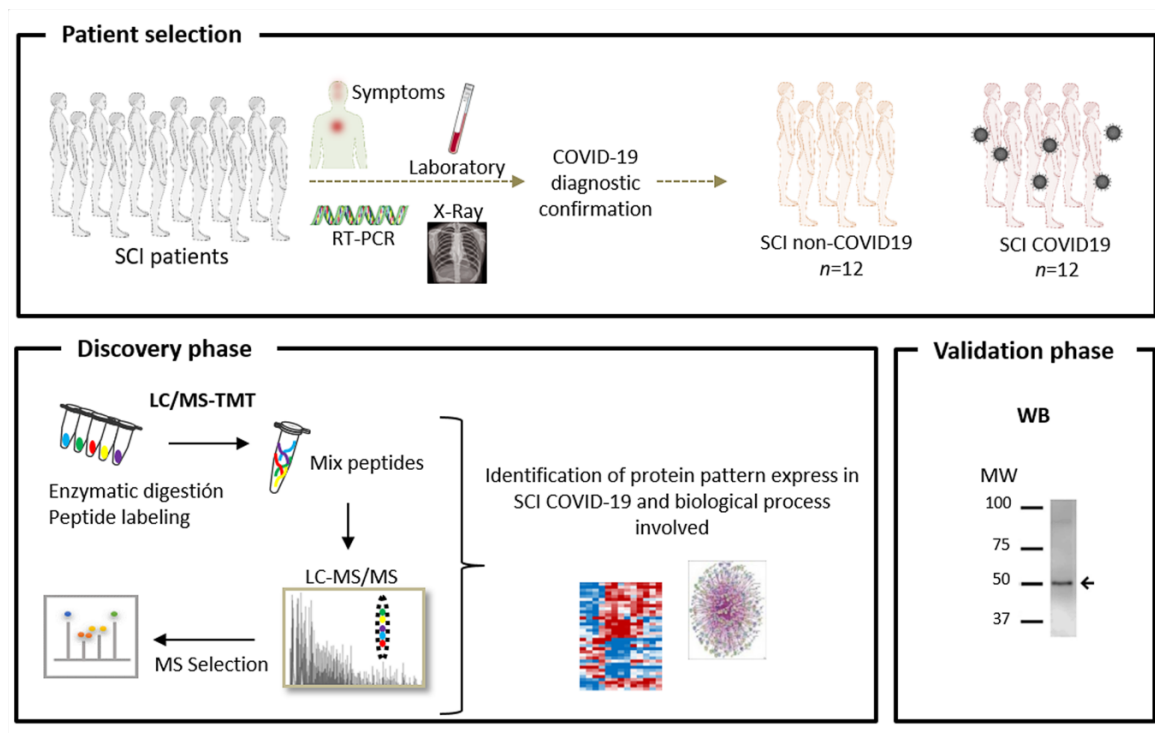 Patient selection
Symptoms
Laboratory
RT-PCR
X-Ray
SCI patients
COVID-19
diagnostic
confirmation
SCI non-COVID19
n=12
SCI COVID19
n=12
Discovery phase
LC/MS-TMT
Enzymatic digestión
Peptide labeling
Mix peptides
LC-MS/MS
MS Selection
Identification of protein pattern express in
SCI COVID-19 and biological process
involved
Validation phase
WB
MW
100
75
50
37